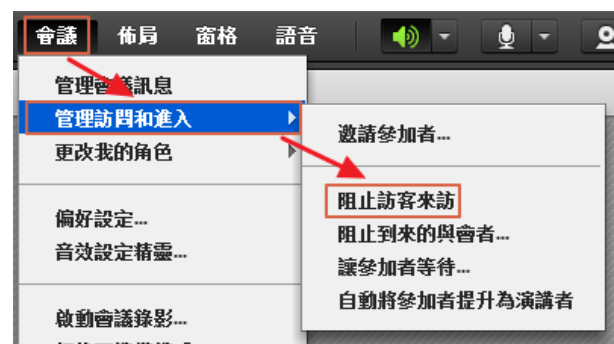 會議 佈局 窗格 語音
管理會議訊息
管理訪問和進入
更改我的角色
偏好設定...
音效設定精靈...
啟動會議錄影...
邀請參加者...
阻止訪客來訪
阻止到來的與會者...
讓參加者等待...
自動將參加者提升為演講者